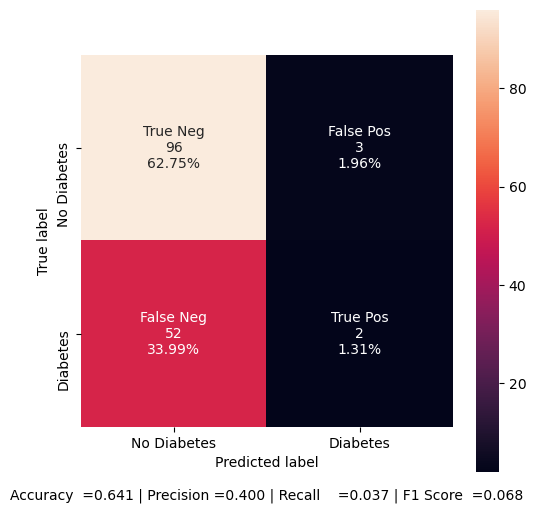 True Neg
96
62.75%
False Pos
3
1.96%
False Neg
52
33.99%
True Pos
2
1.31%
True label
No Diabetes
Diabetes
No Diabetes
Diabetes
Predicted label
80
60
40
20
Accuracy  =0.641 | Precision =0.400 | Recall    =0.037 | F1 Score  =0.068